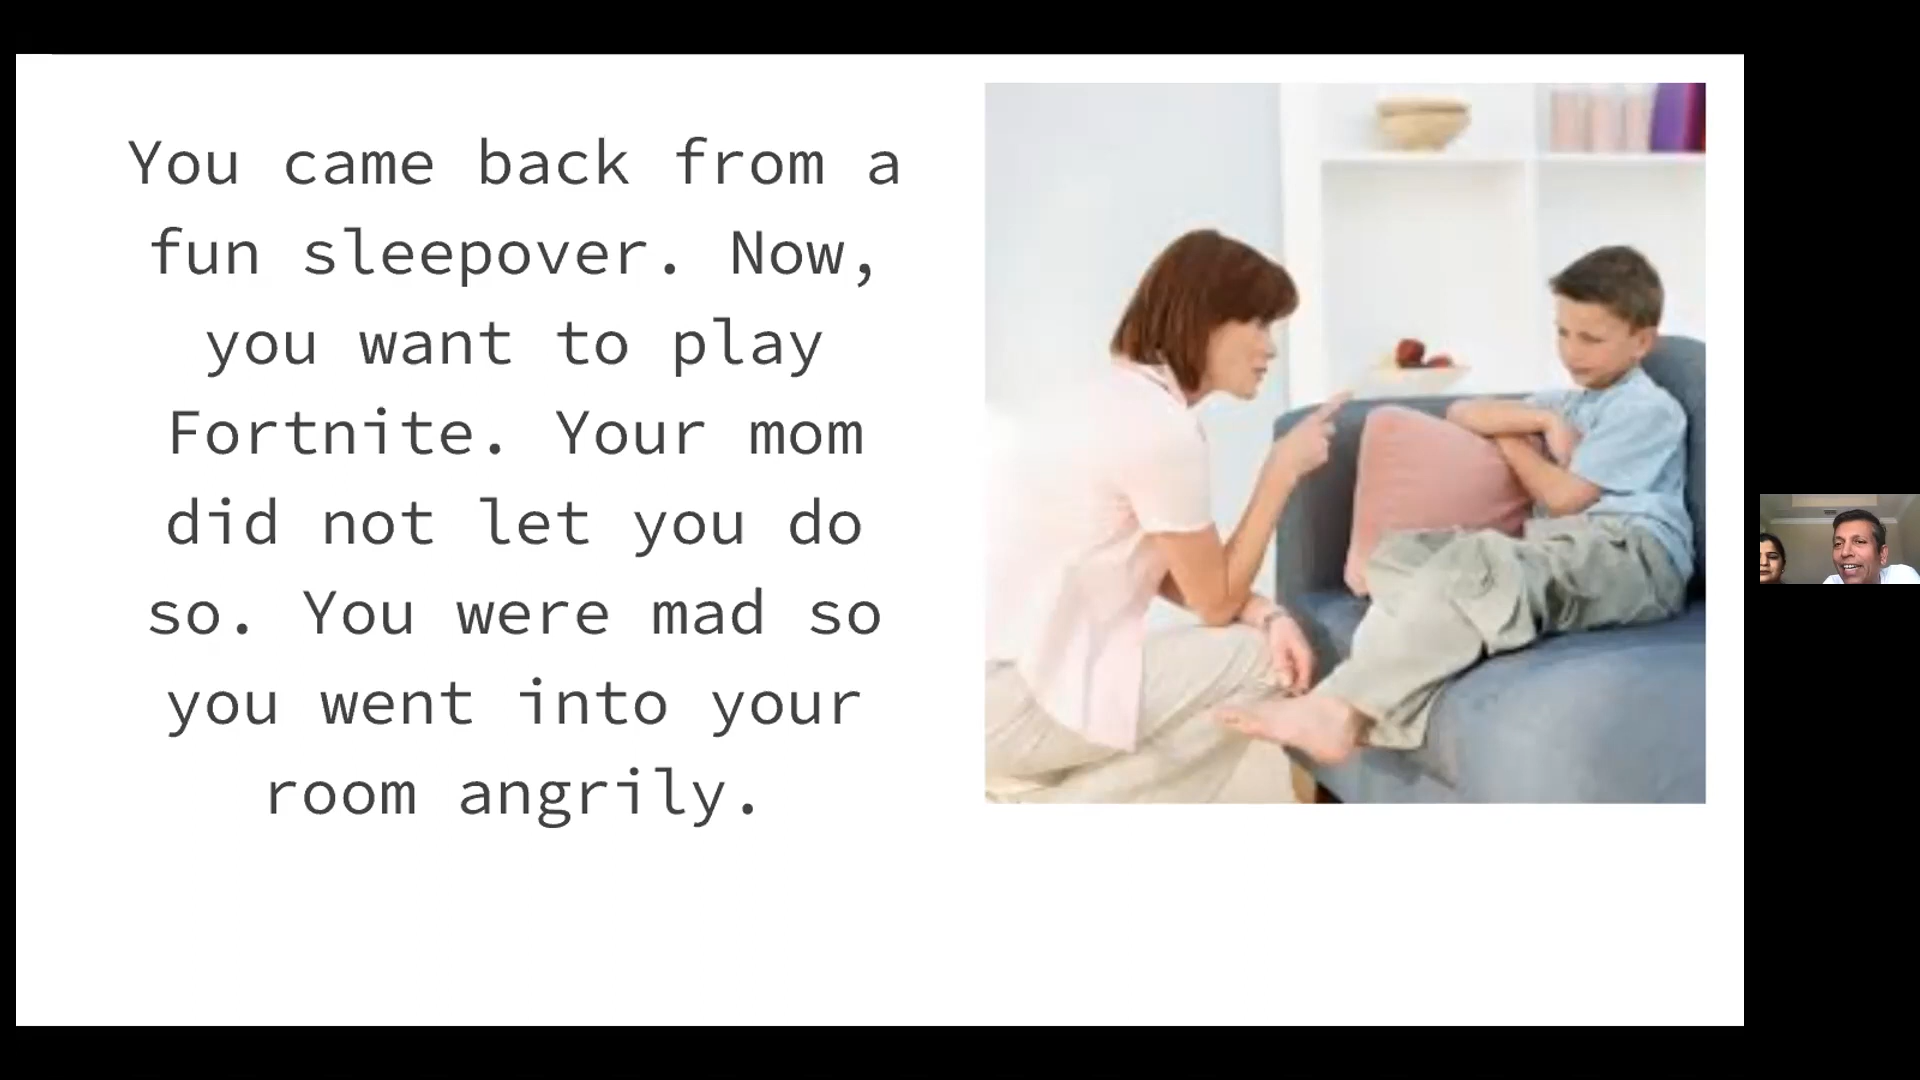 You came back from a
fun sleepover. Now,
you want to play
Fortnite. Your mom
did not let you do
so. You were mad so
you went into your
room angrily.